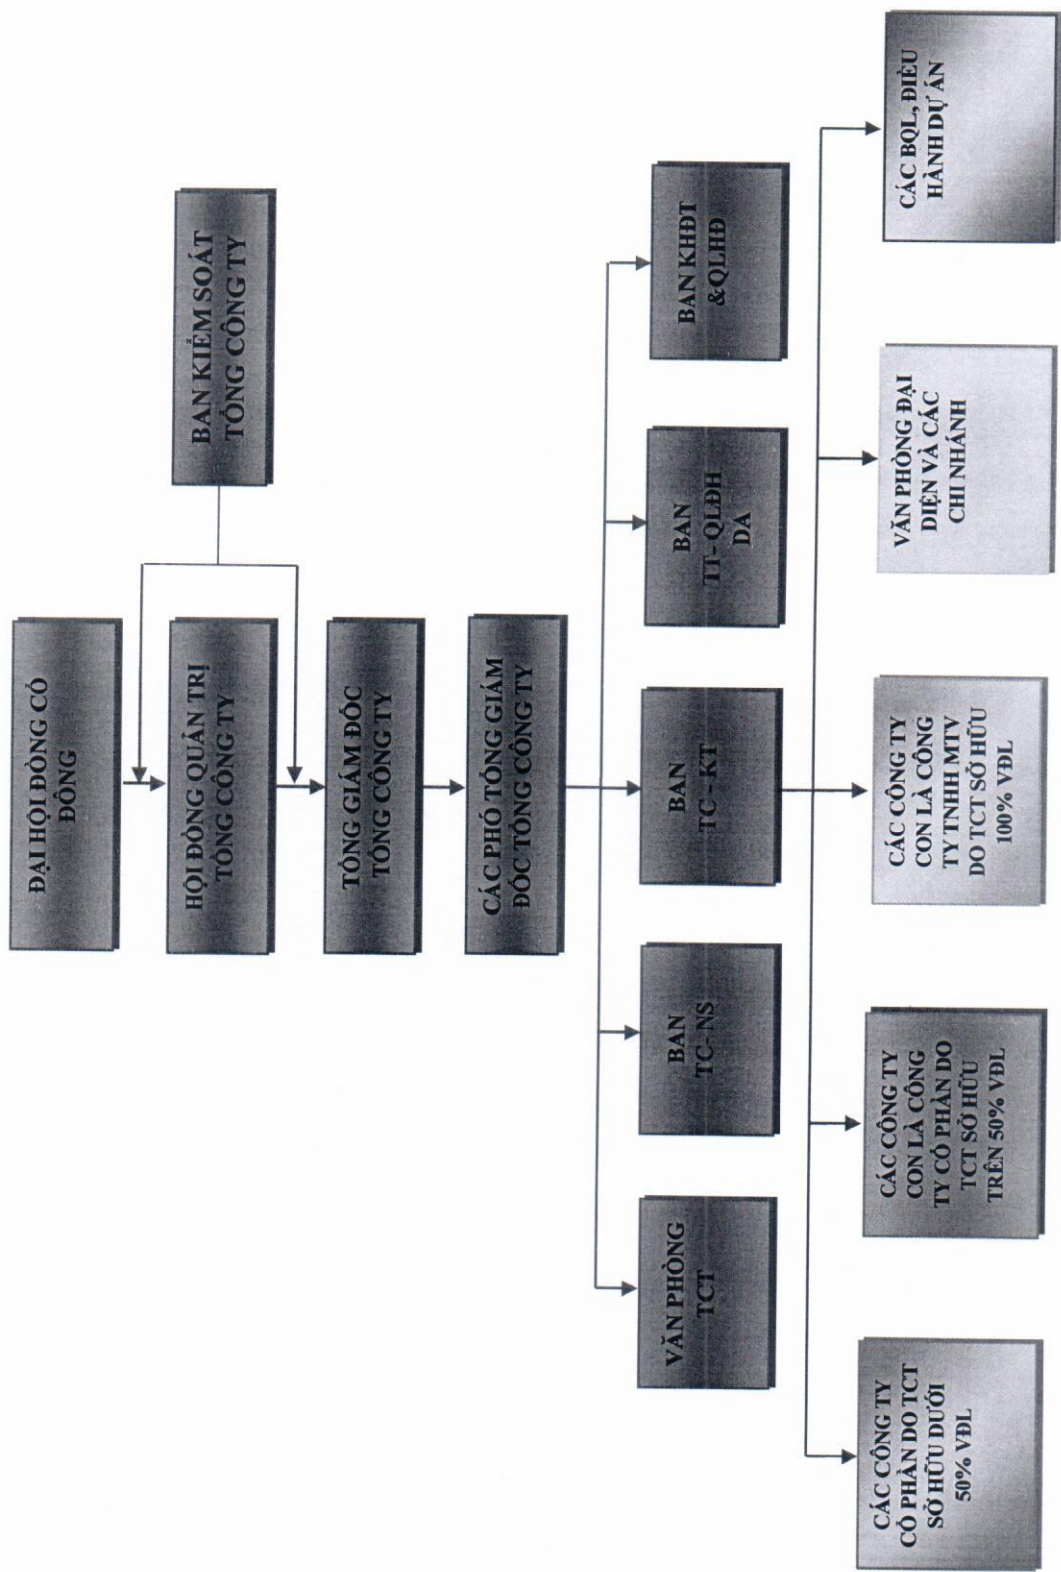 ĐẠI HỘI ĐỒNG CỔ
ĐÔNG
BAN KIỂM SOÁT
TỔNG CÔNG TY
HỘI ĐỒNG QUẢN TRỊ
TỔNG CÔNG TY
TỔNG GIÁM ĐỐC
TỔNG CÔNG TY
CÁC PHÓ TỔNG GIÁM
ĐỐC TỔNG CÔNG TY
VĂN PHÒNG
TCT
BAN
TC- NS
BAN
TC - KT
BAN
TT- QLĐH
DA
BAN KHĐT
&QLHĐ
CÁC CÔNG TY
CỔ PHẦN DO TCT
SỞ HỮU DƯỚI
50% VĐL
CÁC CÔNG TY
CON LÀ CÔNG
TY CỔ PHẦN DO
TCT SỞ HỮU
TRÊN 50% VĐL
CÁC CÔNG TY
CON LÀ CÔNG
TY TNHH MTV
DO TCT SỞ HỮU
100% VĐL
VĂN PHÒNG ĐẠI
DIỆN VÀ CÁC
CHI NHÁNH
CÁC BQL, ĐIỀU
HÀNH DỰ ÁN